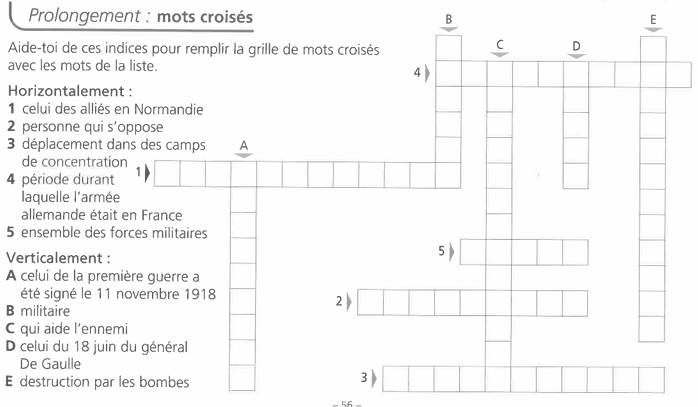 Prolongement : mots croisés
Aide-toi de ces indices pour remplir la grille de mots croisés
avec les mots de la liste.
Horizontalement :
1 celui des alliés en Normandie
2 personne qui s'oppose
3 déplacement dans des camps
de concentration
4 période durant
laquelle l'armée
allemande était en France
5 ensemble des forces militaires
Verticalement :
A celui de la première guerre a
été signé le 11 novembre 1918
B militaire
C qui aide l'ennemi
D celui du 18 juin du général
De Gaulle
E destruction par les bombes
B
E
C
D
4
A
1
5
2
3
– 56 –